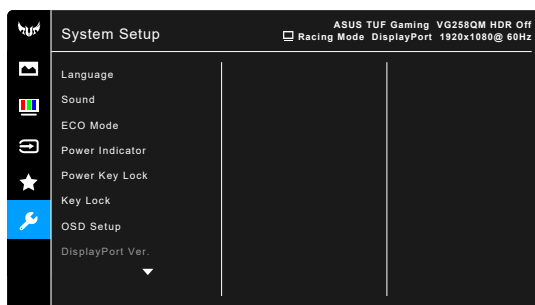 System Setup
ASUS TUF Gaming VG258QM HDR Off
Racing Mode DisplayPort 1920x1080@ 60Hz
Language
Sound
ECO Mode
Power Indicator
Power Key Lock
Key Lock
OSD Setup
DisplayPort Ver.